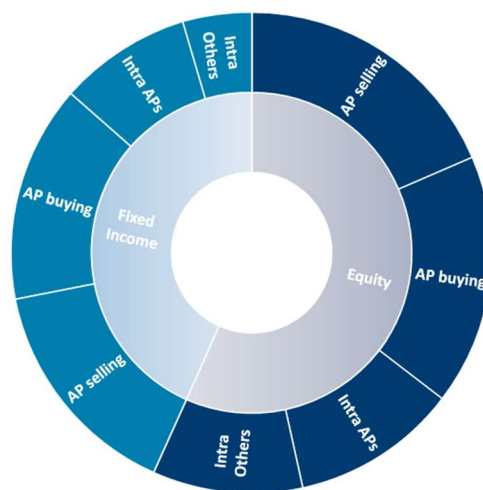 Intra
Others
AP selling
Intra APs
AP buying
Fixed
Income
Equity
AP buying
AP selling
Intra APs
Intra
Others